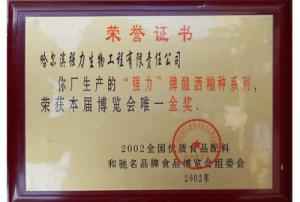 荣誉证书
哈尔滨强力生物工程有限责任公司
你厂生产的“强力”牌酿酒粬种系列，
荣获本届博览会唯一金奖．
2002全国优质食品配料
和驰名品牌食品博览会组委会
2002年